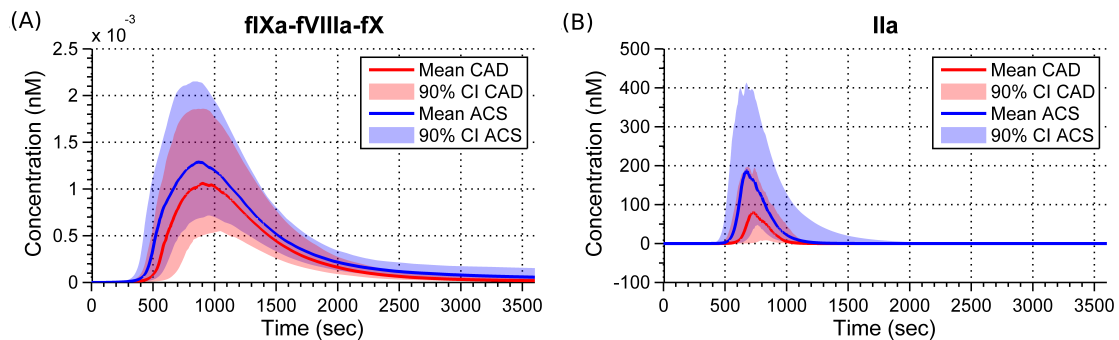 (A)
fIXa-fVIIIa-fX
x 10⁻³
2.5
2
1.5
1
0.5
0
Concentration (nM)
0 500 1000 1500 2000 2500 3000 3500
Time (sec)
Mean CAD
90% CI CAD
Mean ACS
90% CI ACS
(B)
IIa
500
400
300
200
100
0
-100
Concentration (nM)
0 500 1000 1500 2000 2500 3000 3500
Time (sec)
Mean CAD
90% CI CAD
Mean ACS
90% CI ACS